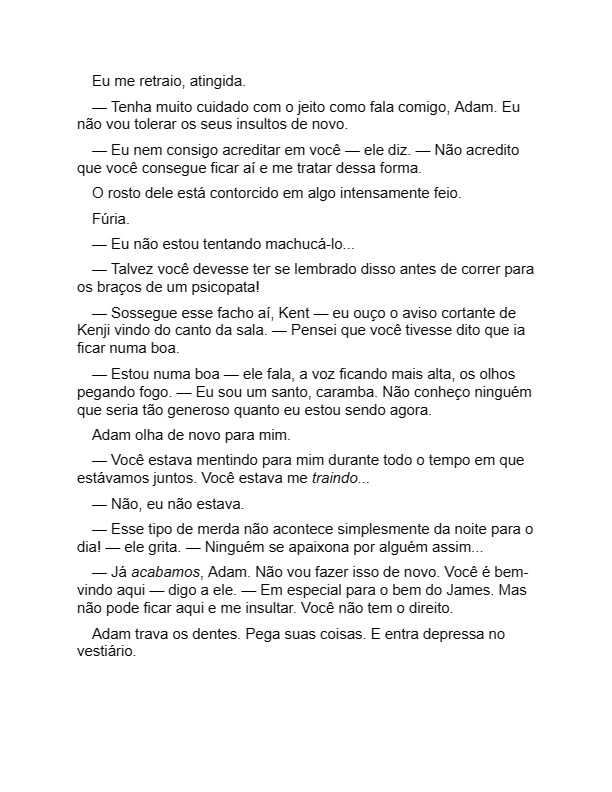 Eu me retraio, atingida.
— Tenha muito cuidado com o jeito como fala comigo, Adam. Eu
não vou tolerar os seus insultos de novo.
— Eu nem consigo acreditar em você — ele diz. — Não acredito
que você consegue ficar aí e me tratar dessa forma.
O rosto dele está contorcido em algo intensamente feio.
Fúria.
— Eu não estou tentando machucá-lo...
— Talvez você devesse ter se lembrado disso antes de correr para
os braços de um psicopata!
— Sossegue esse facho aí, Kent — eu ouço o aviso cortante de
Kenji vindo do canto da sala. — Pensei que você tivesse dito que ia
ficar numa boa.
— Estou numa boa — ele fala, a voz ficando mais alta, os olhos
pegando fogo. — Eu sou um santo, caramba. Não conheço ninguém
que seria tão generoso quanto eu estou sendo agora.
Adam olha de novo para mim.
— Você estava mentindo para mim durante todo o tempo em que
estávamos juntos. Você estava me traindo...
— Não, eu não estava.
— Esse tipo de merda não acontece simplesmente da noite para o
dia! — ele grita. — Ninguém se apaixona por alguém assim...
— Já acabamos, Adam. Não vou fazer isso de novo. Você é bem-
vindo aqui — digo a ele. — Em especial para o bem do James. Mas
não pode ficar aqui e me insultar. Você não tem o direito.
Adam trava os dentes. Pega suas coisas. E entra depressa no
vestiário.